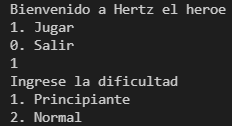 Bienvenido a Hertz el heroe
1. Jugar
0. Salir
1
Ingrese la dificultad
1. Principiante
2. Normal